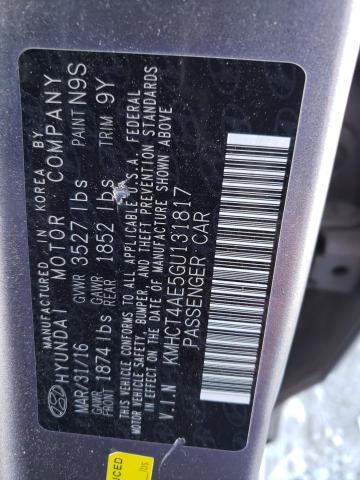 MANUFACTURED IN KOREA BY
HYUNDAI MOTOR COMPANY
MAR/31/16 GVWR 3527 lbs PAINT N9S
GAWR FRONT 1874 lbs GAWR REAR 1852 lbs TRIM 9Y
THIS VEHICLE CONFORMS TO ALL APPLICABLE U.S.A. FEDERAL
MOTOR VEHICLE SAFETY, BUMPER, AND THEFT PREVENTION
STANDARDS IN EFFECT ON THE DATE OF MANUFACTURE SHOWN ABOVE
V.I.N KMHCT4AE5GU131817
PASSENGER CAR
UCED
lbs